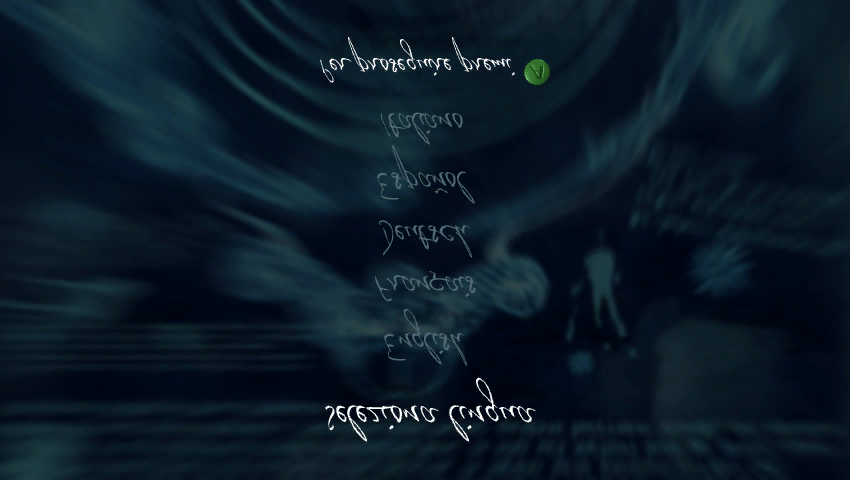 Seleziona lingua
English
Français
Deutsch
Español
Italiano
Per proseguire premi A